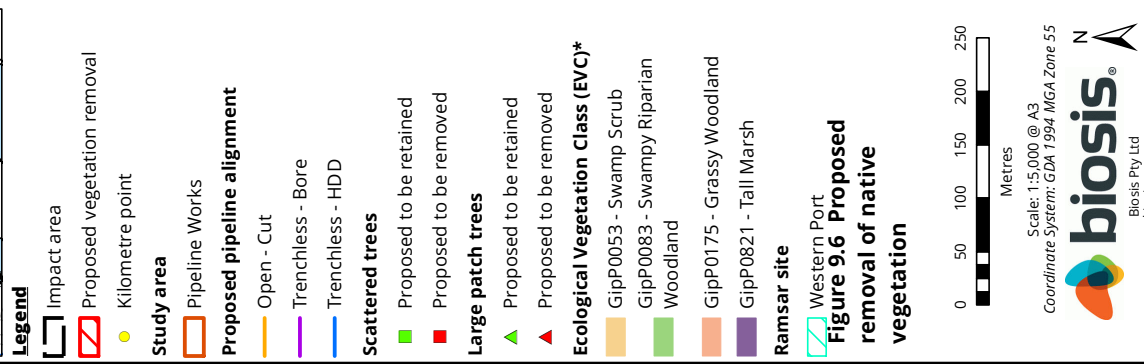 Legend
Impact area
Proposed vegetation removal
Kilometre point
Study area
Pipeline Works
Proposed pipeline alignment
Open - Cut
Trenchless - Bore
Trenchless - HDD
Scattered trees
Proposed to be retained
Proposed to be removed
Large patch trees
Proposed to be retained
Proposed to be removed
Ecological Vegetation Class (EVC)*
GipP0053 - Swamp Scrub
GipP0083 - Swampy Riparian
Woodland
GipP0175 - Grassy Woodland
GipP0821 - Tall Marsh
Ramsar site
Western Port
Figure 9.6 Proposed
removal of native
vegetation
0 50 100 150 200 250
Metres
Scale: 1:5,000 @ A3
Coordinate System: GDA 1994 MGA Zone 55
N
biosis®
Biosis Pty Ltd